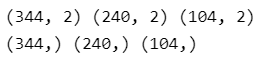 (344, 2) (240, 2) (104, 2)
(344,) (240,) (104,)